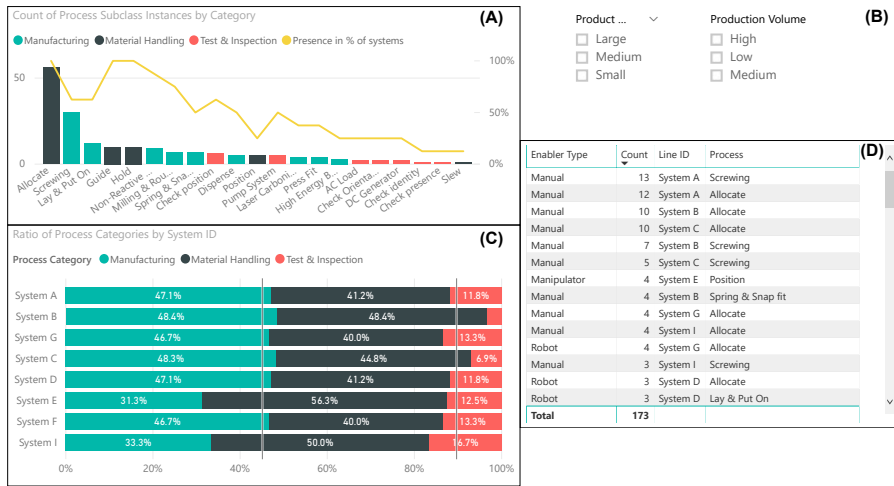 Count of Process Subclass Instances by Category
(A)
Manufacturing Material Handling Test & Inspection Presence in % of systems
50
0
100%
50%
0%
Allocate
Screwing
Lay & Put On
Guide
Hold
Non-Reactive ...
Milling & Rou...
Spring & Sna...
Check position
Dispense
Position
Pump System
Laser Carboni...
Press Fit
High Energy B...
AC Load
Check Orienta...
DC Generator
Check identity
Check presence
Slew
(B)
Product ... Production Volume
Large High
Medium Low
Small Medium
Ratio of Process Categories by System ID
(C)
Process Category Manufacturing Material Handling Test & Inspection
System A 47.1% 41.2% 11.8%
System B 48.4% 48.4%
System G 46.7% 40.0% 13.3%
System C 48.3% 44.8% 6.9%
System D 47.1% 41.2% 11.8%
System E 31.3% 56.3% 12.5%
System F 46.7% 40.0% 13.3%
System I 33.3% 50.0% 16.7%
0% 20% 40% 60% 80% 100%
(D)
Enabler Type Count Line ID Process
Manual 13 System A Screwing
Manual 12 System A Allocate
Manual 10 System B Allocate
Manual 10 System C Allocate
Manual 7 System B Screwing
Manual 5 System C Screwing
Manipulator 4 System E Position
Manual 4 System B Spring & Snap fit
Manual 4 System G Allocate
Manual 4 System I Allocate
Robot 4 System G Allocate
Manual 3 System I Screwing
Robot 3 System D Allocate
Robot 3 System D Lay & Put On
Total 173